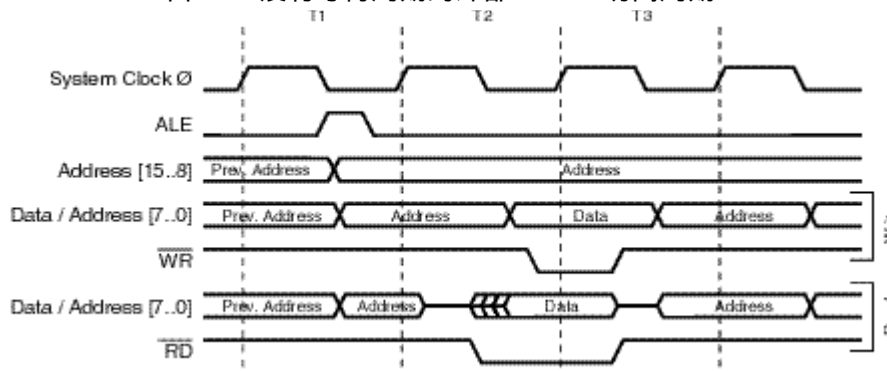 T1 T2 T3
System Clock Ø
ALE
Address [15..8] Prev. Address Address
Data / Address [7..0] Prev. Address Address Data Address
WR
Data / Address [7..0] Prev. Address Address Data Address
RD